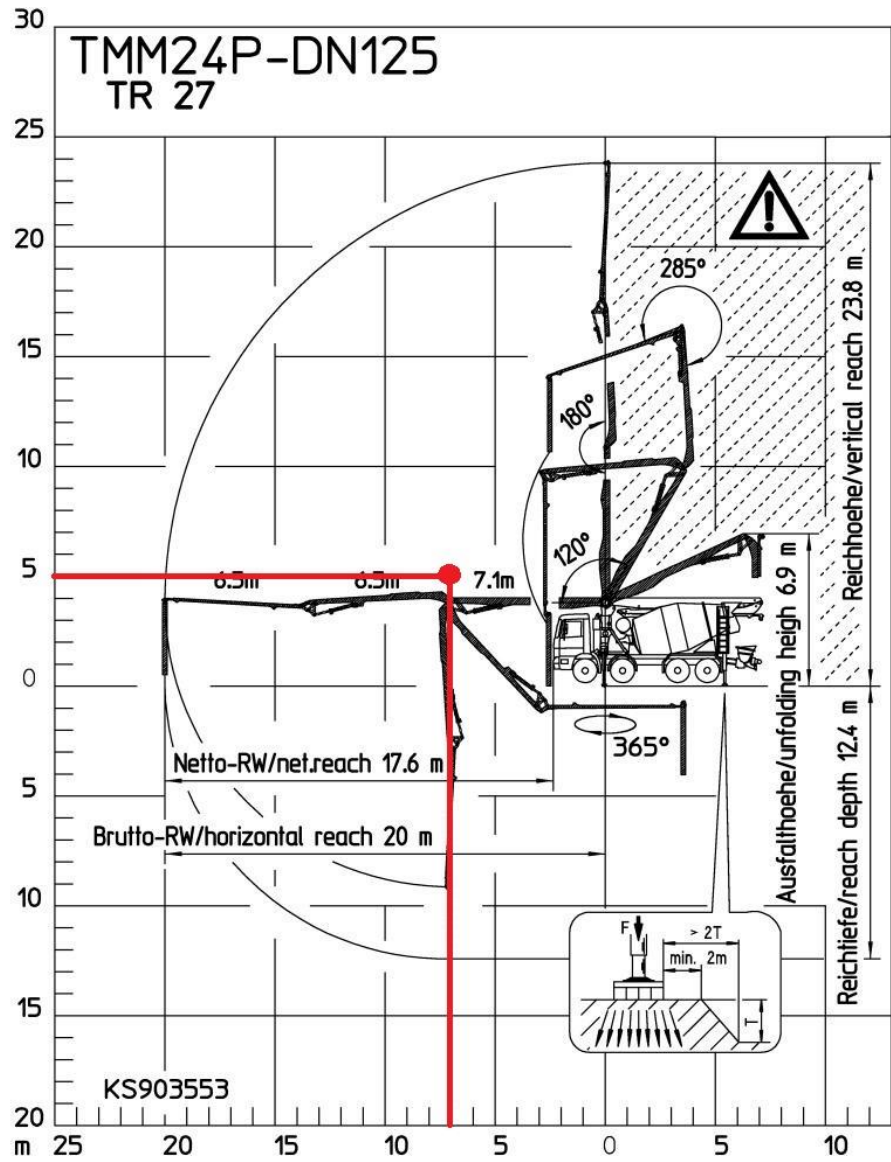 30
TMM24P-DN125
TR 27
25
20
285°
15
180°
Reichhoehe/vertical reach 23.8 m
10
120°
5
6.5m
6.5m
7.1m
Ausfalthoehe/unfolding heigh 6.9 m
0
365°
Netto-RW/net.reach 17.6 m
5
Brutto-RW/horizontal reach 20 m
Reichtiefe/reach depth 12.4 m
10
F
> 2T
min. 2m
T
15
KS903553
20
m 25 20 15 10 5 0 5 10